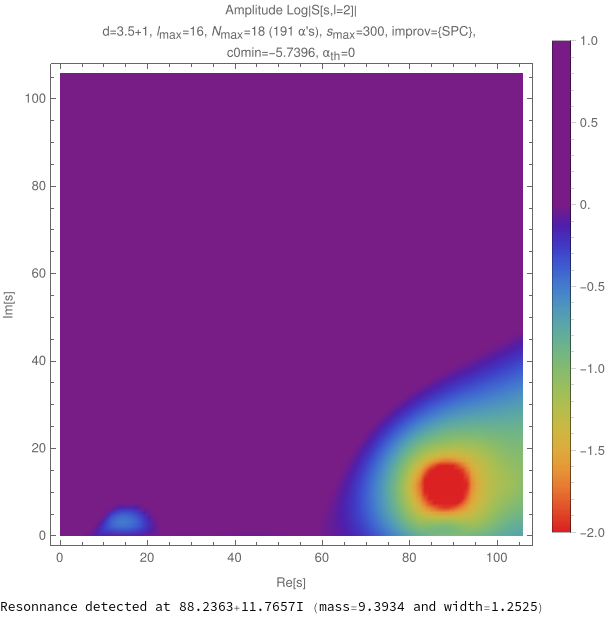 Amplitude Log|S[s,l=2]|
d=3.5+1, lmax=16, Nmax=18 (191 α's), smax=300, improv={SPC},
c0min=−5.7396, αth=0
Im[s]
100
80
60
40
20
0
0 20 40 60 80 100
Re[s]
1.0
0.5
0.
−0.5
−1.0
−1.5
−2.0
Resonnance detected at 88.2363+11.7657I (mass=9.3934 and width=1.2525)